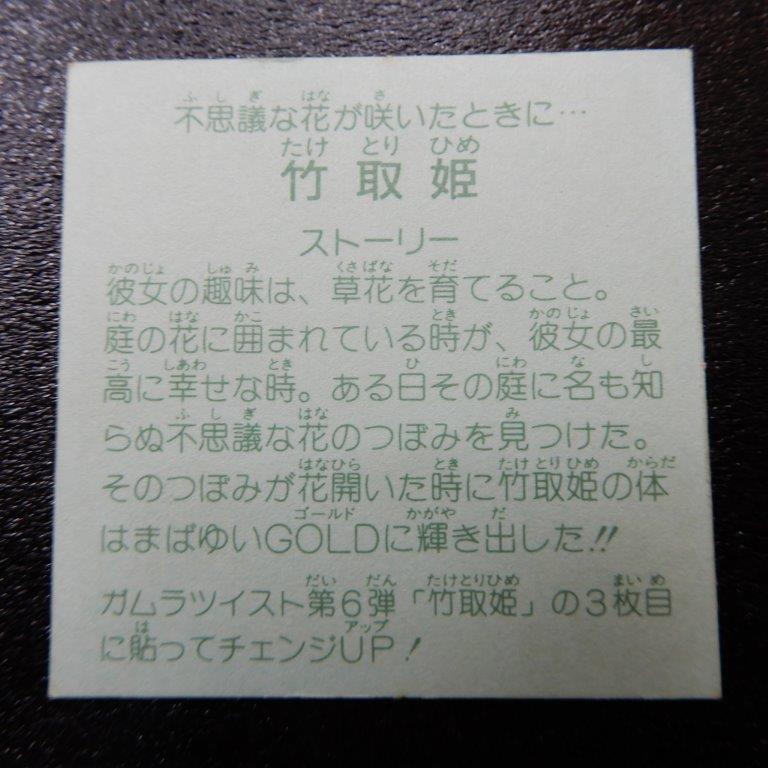 不思議な花が咲いたときに…
竹取姫
ストーリー
彼女の趣味は、草花を育てること。
庭の花に囲まれている時が、彼女の最
高に幸せな時。ある日その庭に名も知
らぬ不思議な花のつぼみを見つけた。
そのつぼみが花開いた時に竹取姫の体
はまばゆいGOLDに輝き出した!!
ガムラツイスト第6弾「竹取姫」の3枚目
に貼ってチェンジUP!